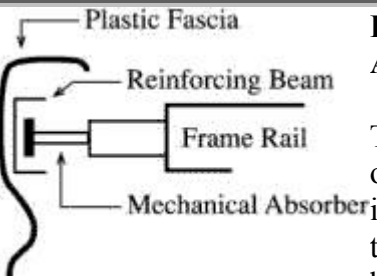 Plastic Fascia
Reinforcing Beam
Frame Rail
Mechanical Absorber